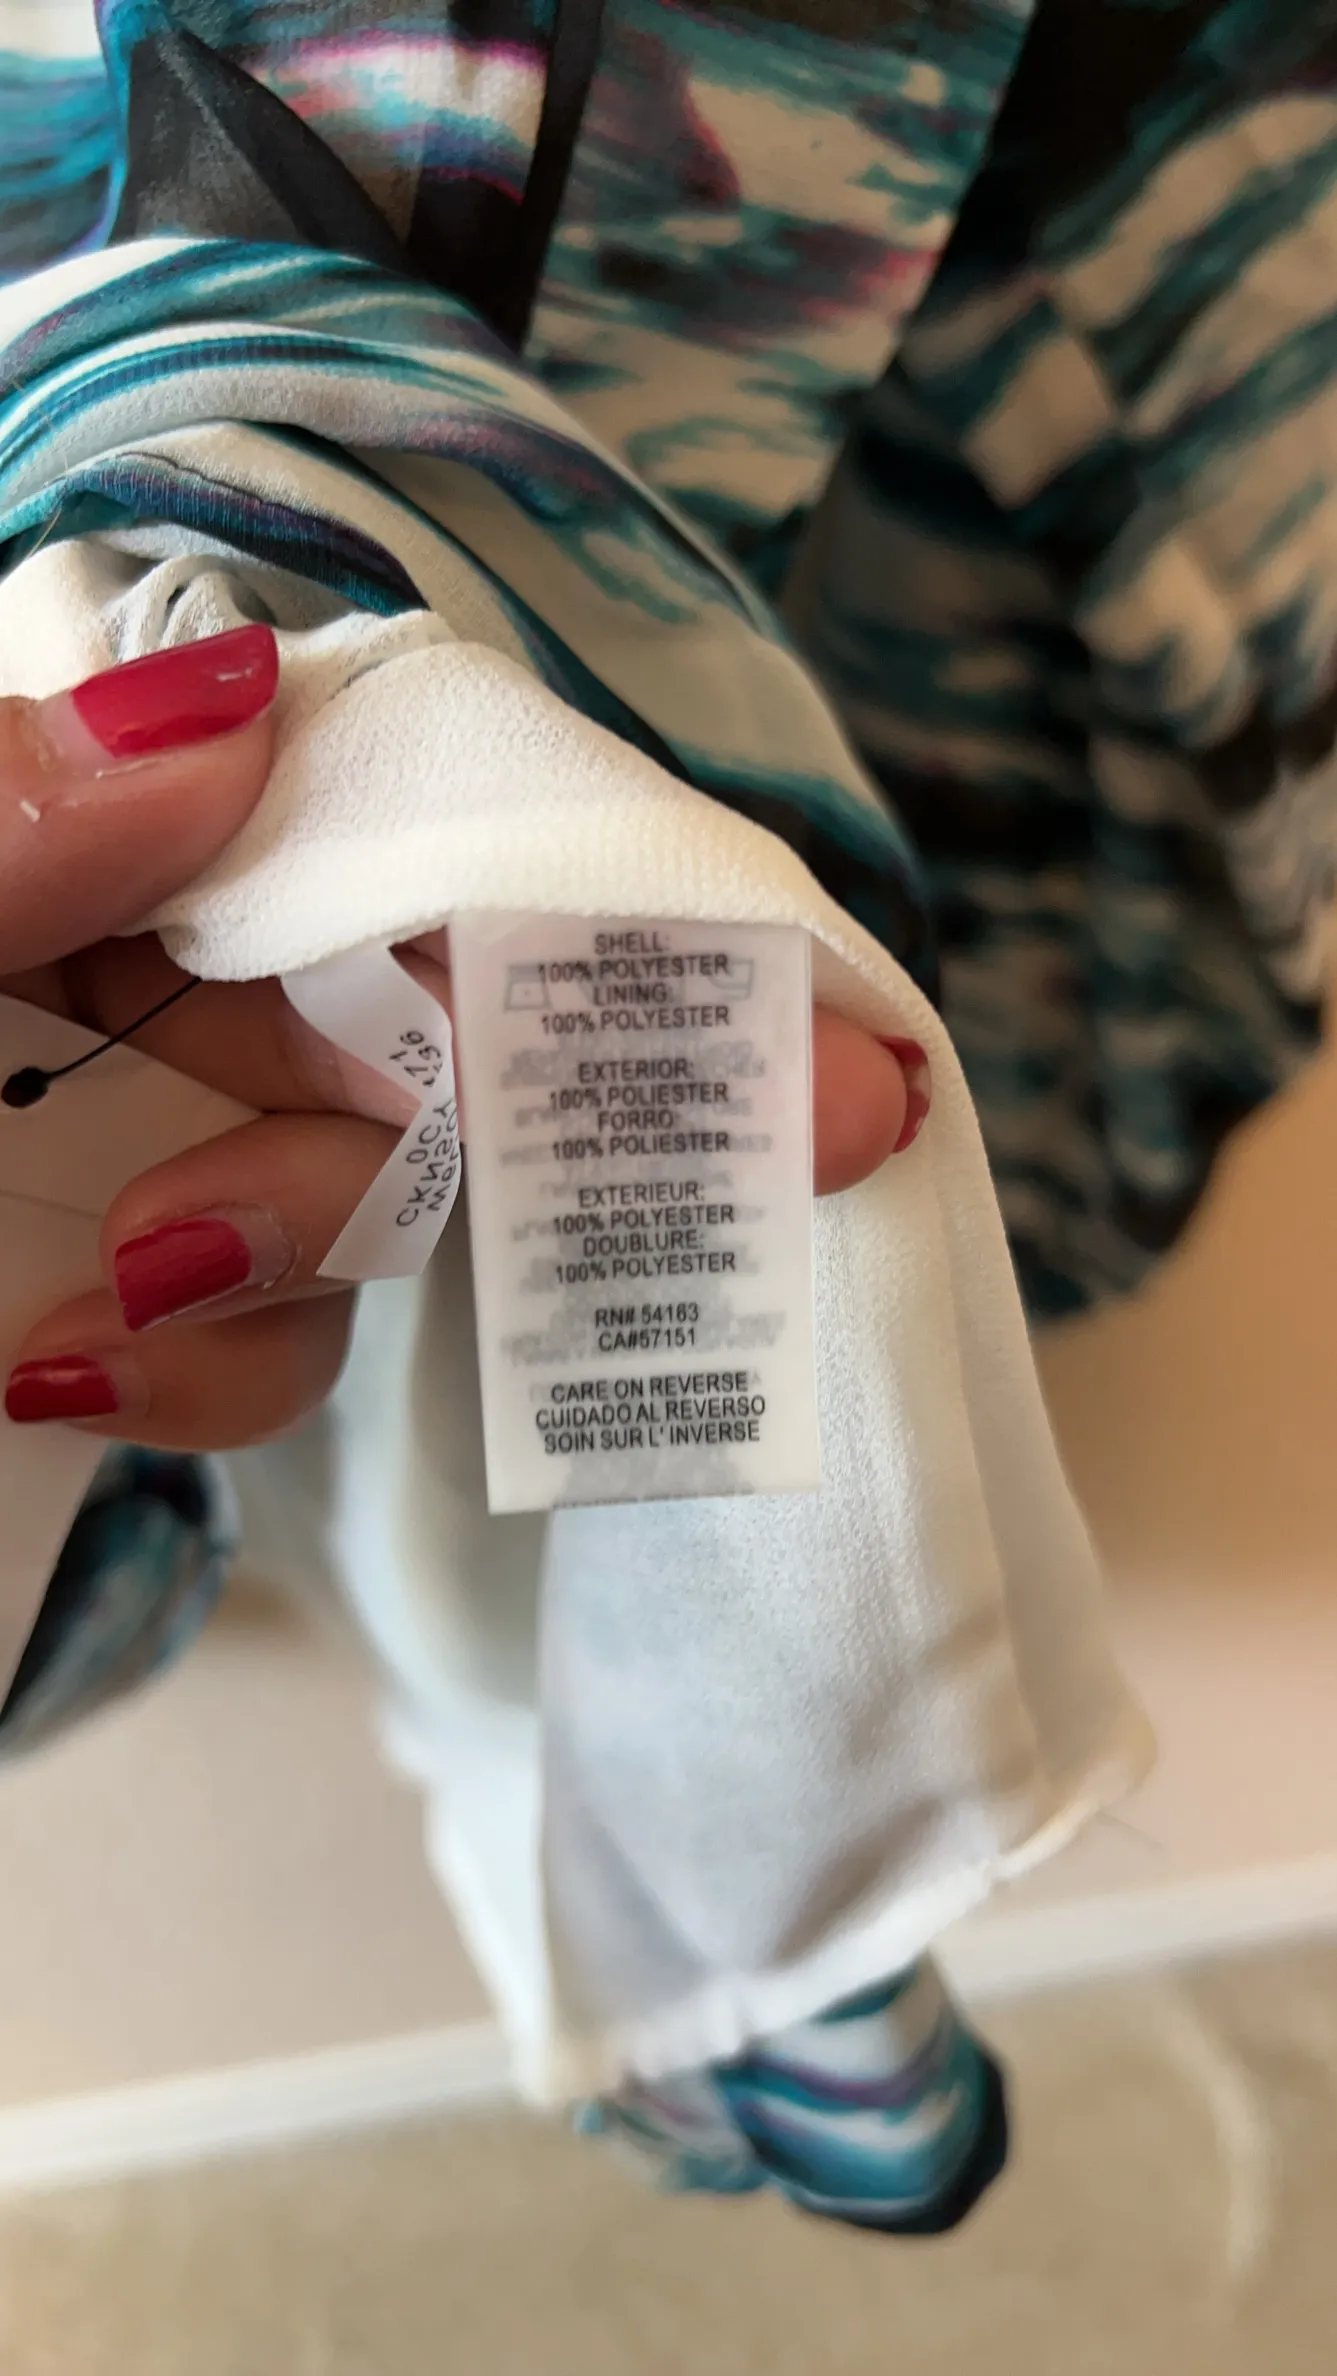 SHELL:
100% POLYESTER
LINING:
100% POLYESTER
EXTERIOR:
100% POLIESTER
FORRO:
100% POLIESTER
EXTERIEUR:
100% POLYESTER
DOUBLURE:
100% POLYESTER
RN# 54163
CA#57151
CARE ON REVERSE
CUIDADO AL REVERSO
SOIN SUR L' INVERSE